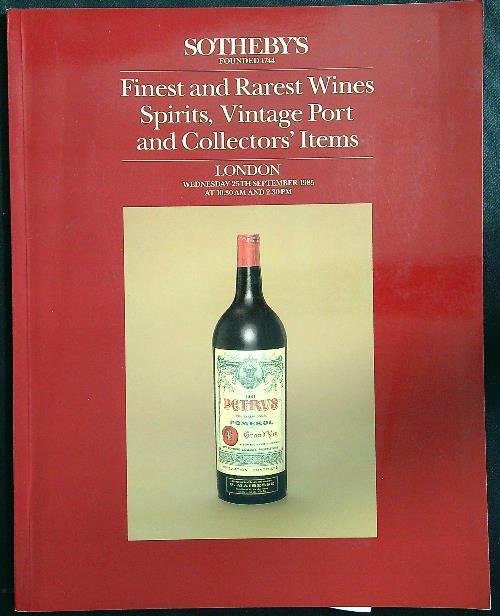 SOTHEBY'S
FOUNDED 1744
Finest and Rarest Wines
Spirits, Vintage Port
and Collectors' Items
LONDON
WEDNESDAY 25TH SEPTEMBER 1985
AT 10.30 AM AND 2.30 PM
PETRUS
POMEROL
Grand Vin